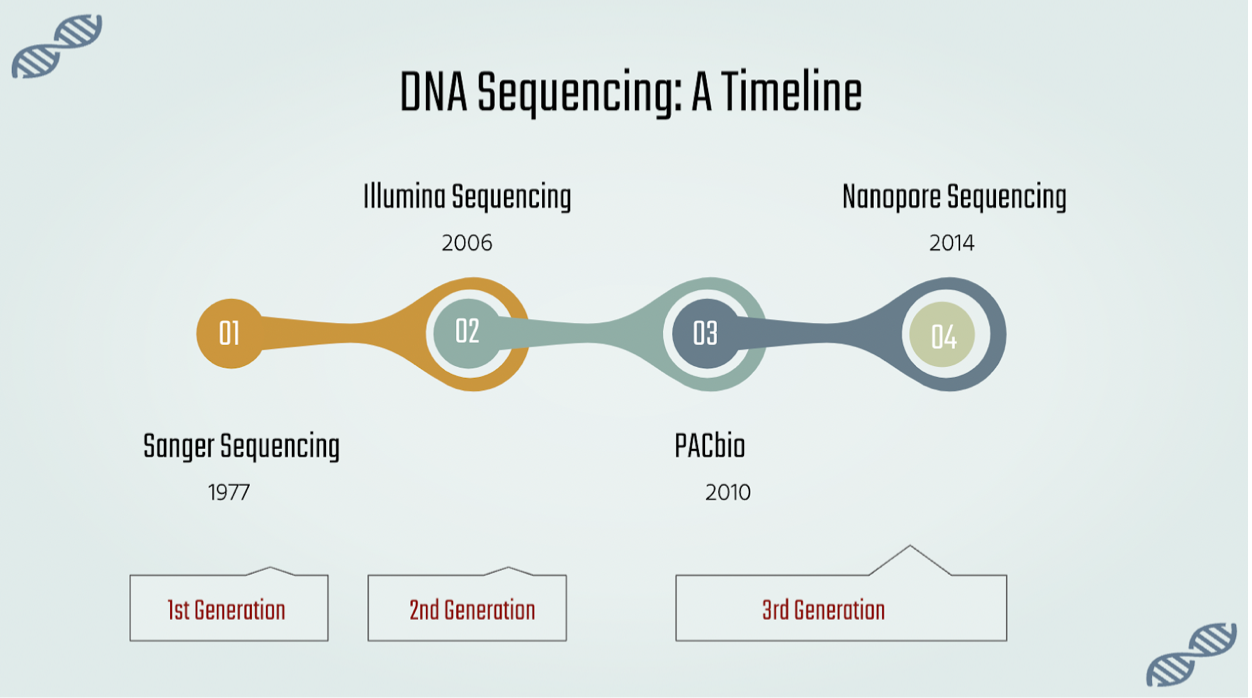 DNA Sequencing: A Timeline
Illumina Sequencing
2006
Nanopore Sequencing
2014
01
02
03
04
Sanger Sequencing
1977
PACbio
2010
1st Generation
2nd Generation
3rd Generation